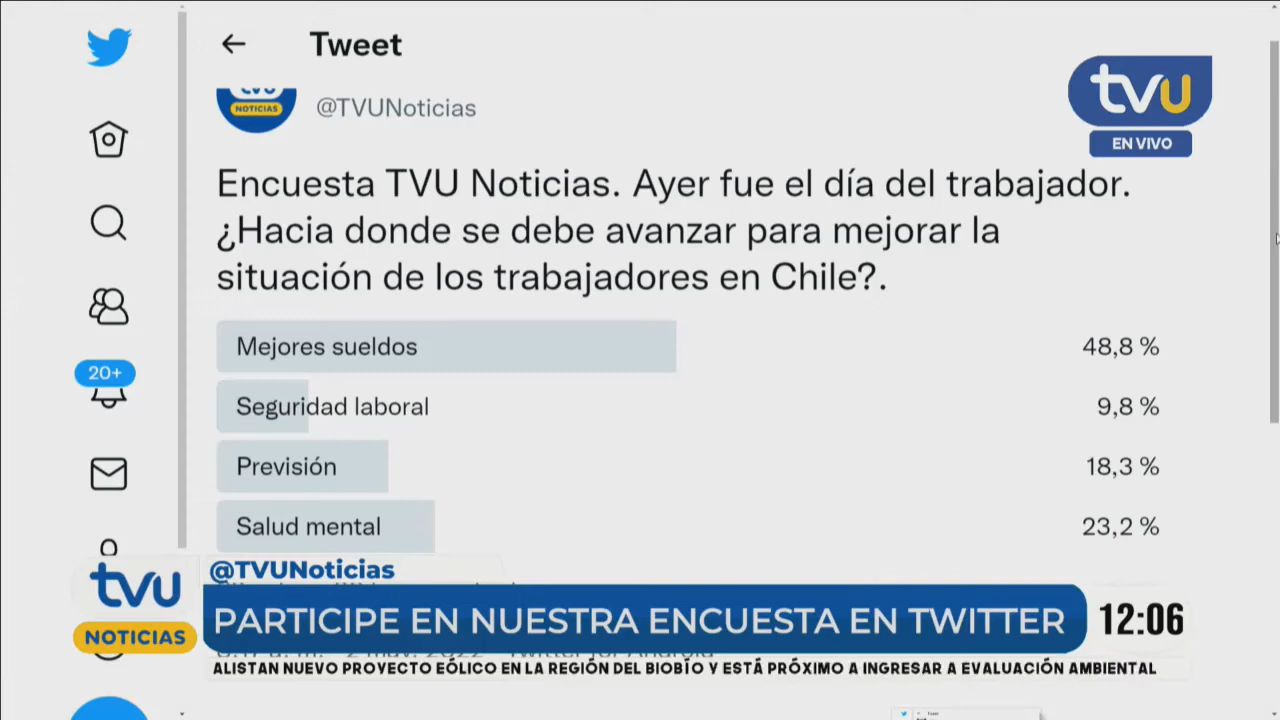 Tweet
@TVUNoticias
NOTICIAS
tvu
EN VIVO
Encuesta TVU Noticias. Ayer fue el día del trabajador.
¿Hacia donde se debe avanzar para mejorar la
situación de los trabajadores en Chile?.
Mejores sueldos 48,8 %
Seguridad laboral 9,8 %
Previsión 18,3 %
Salud mental 23,2 %
20+
@TVUNoticias
tvu
NOTICIAS
PARTICIPE EN NUESTRA ENCUESTA EN TWITTER
12:06
ALISTAN NUEVO PROYECTO EÓLICO EN LA REGIÓN DEL BIOBÍO Y ESTÁ PRÓXIMO A INGRESAR A EVALUACIÓN AMBIENTAL